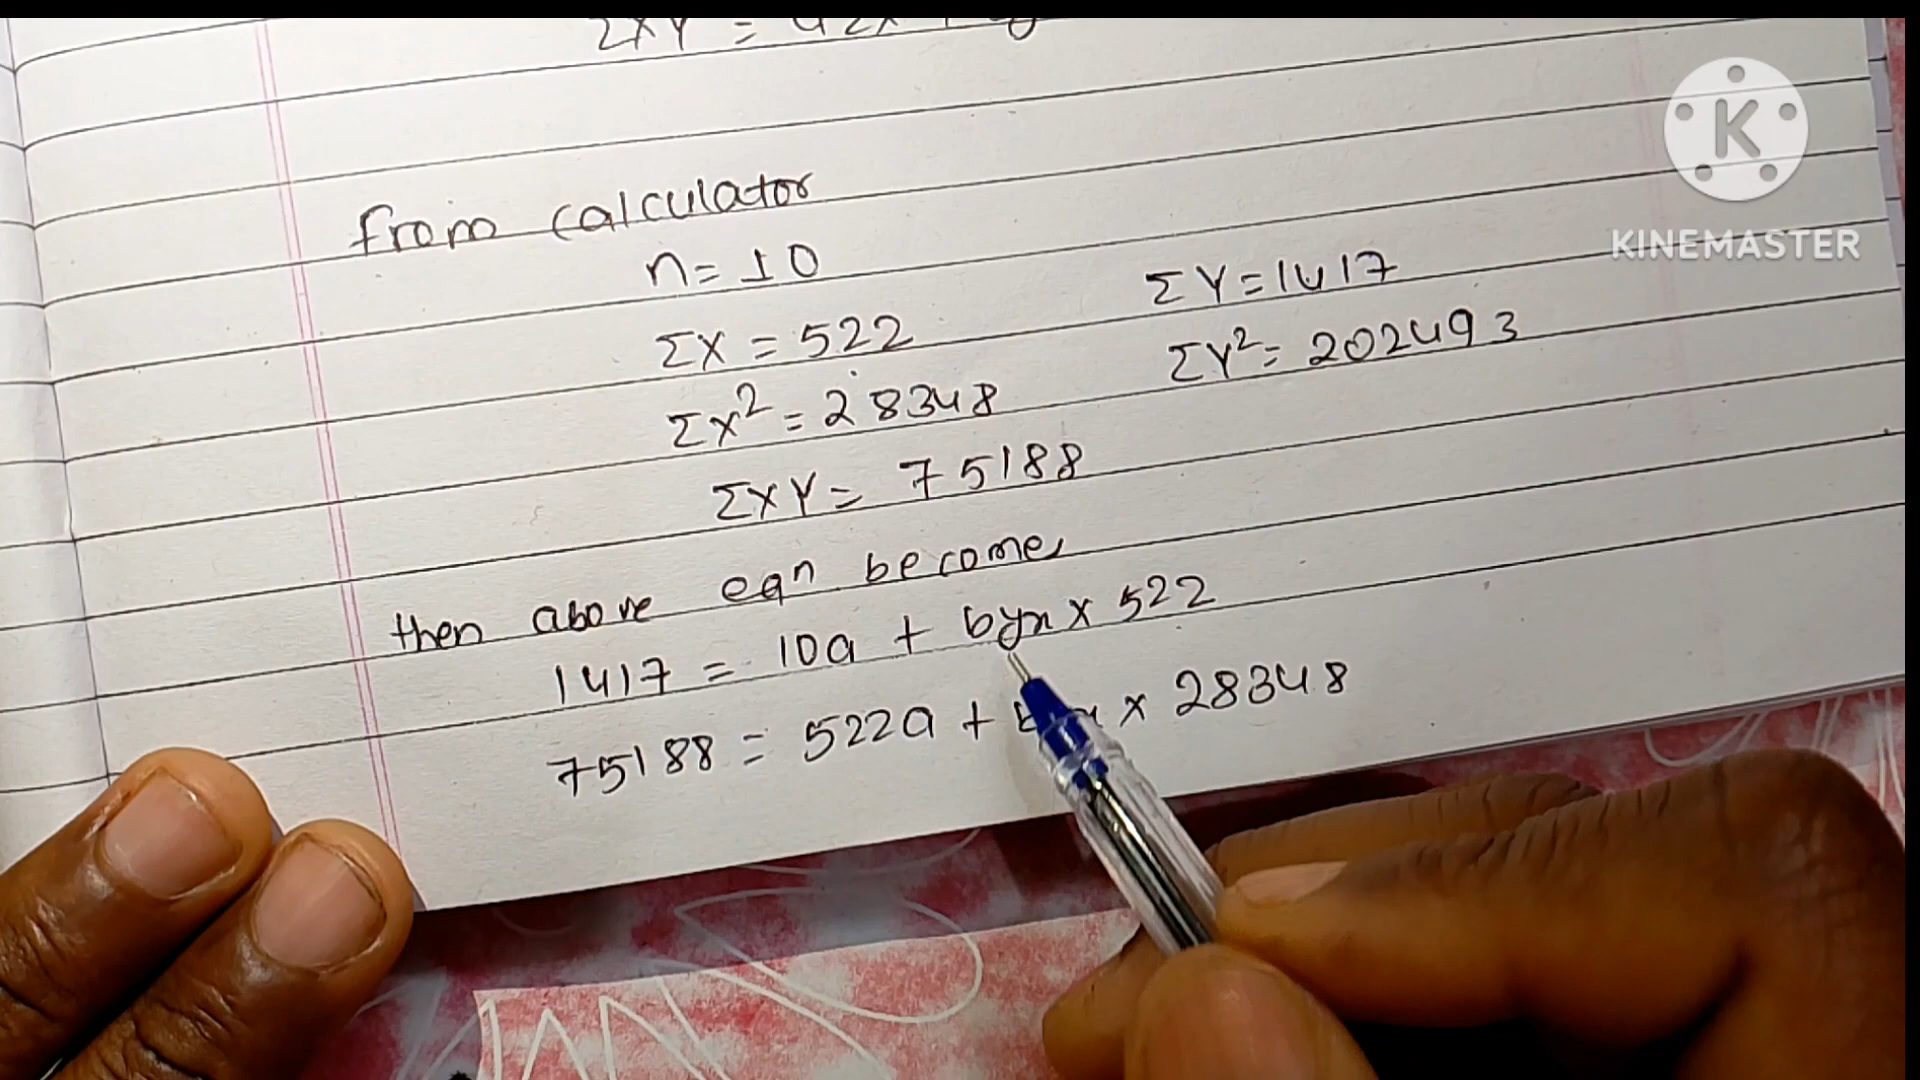 ΣXY =
from calculator
n = 10
ΣX = 522 ΣY = 1417
ΣX² = 28348 ΣY² = 202493
ΣXY = 75188
then above eqn become
1417 = 10a + byx x 522
75188 = 522a + x 28348
K
KINEMASTER